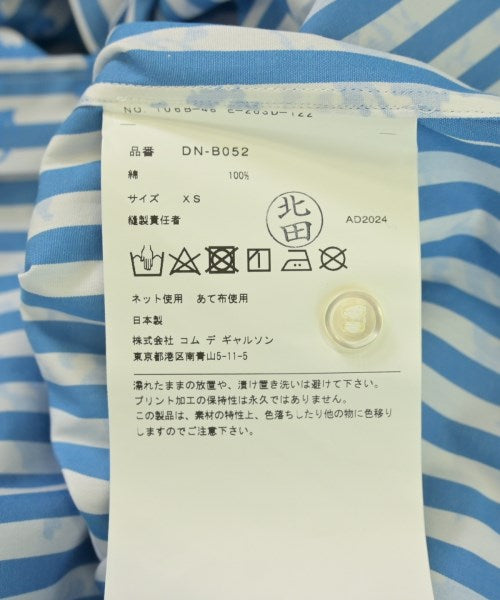 品番 DN-B052
綿 100%
サイズ XS
縫製責任者 北田 AD2024
ネット使用 あて布使用
日本製
株式会社 コム デ ギャルソン
東京都港区南青山5-11-5
濡れたままの放置や、漬け置き洗いは避けて下さい。
プリント加工の保持性は永久ではありません。
この製品は、素材の特性上、色落ちしたり他の物に色移り
しますのでご注意下さい。